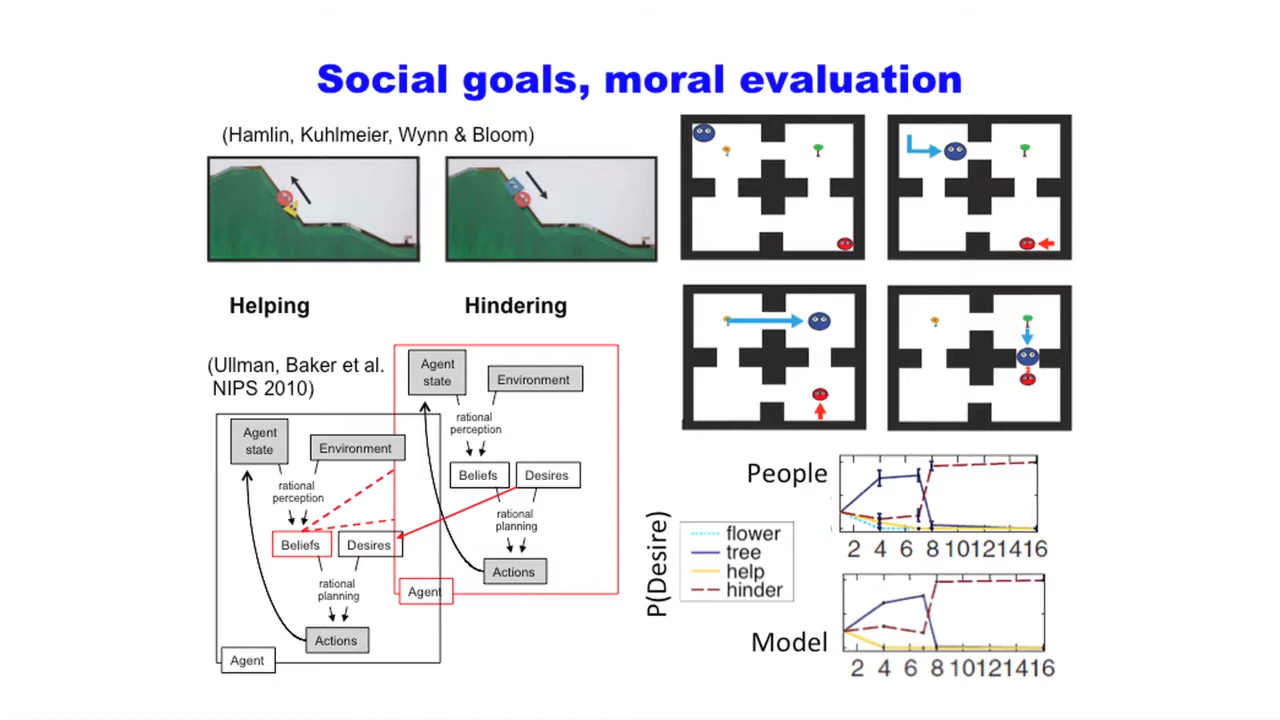 Social goals, moral evaluation
(Hamlin, Kuhlmeier, Wynn & Bloom)
Helping
Hindering
(Ullman, Baker et al.
NIPS 2010)
Agent
state
Environment
rational
perception
Beliefs
Desires
rational
planning
Actions
Agent
Agent
state
Environment
rational
perception
Beliefs
Desires
rational
planning
Actions
Agent
People
2 4 6 8 10 12 14 16
P(Desire)
flower
tree
help
hinder
Model
2 4 6 8 10 12 14 16